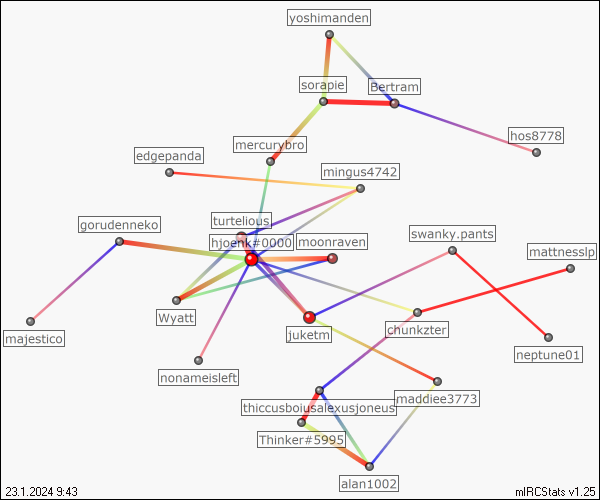 yoshimanden
sorapie
Bertram
hos8778
mercurybro
edgepanda
mingus4742
turtelious
gorudenneko
swanky.pants
hjoenk#0000
moonraven
mattnesslp
Wyatt
chunkzter
juketm
majestico
neptune01
nonameisleft
maddiee3773
thiccusboiusalexusjoneus
Thinker#5995
alan1002
23.1.2024 9:43
mIRCStats v1.25